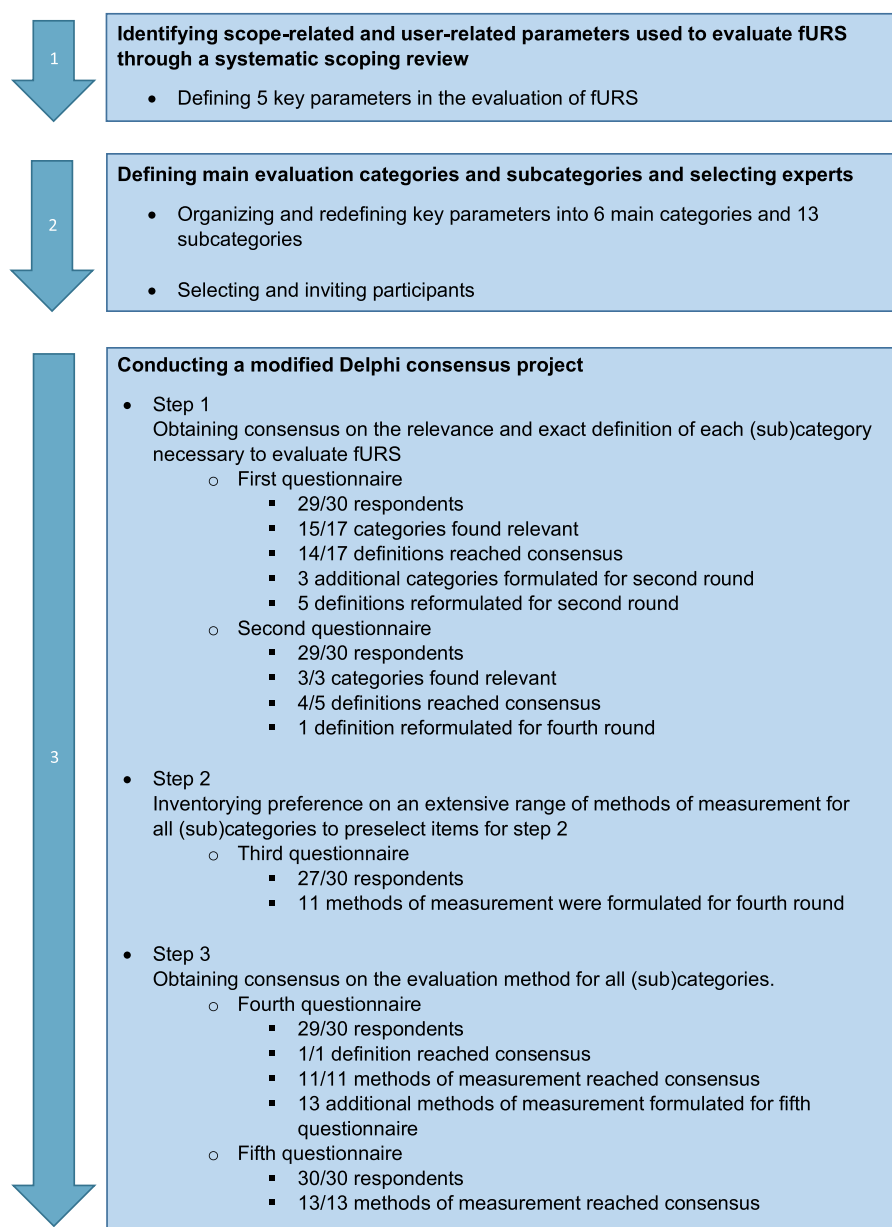 1
Identifying scope-related and user-related parameters used to evaluate fURS
through a systematic scoping review
• Defining 5 key parameters in the evaluation of fURS
2
Defining main evaluation categories and subcategories and selecting experts
• Organizing and redefining key parameters into 6 main categories and 13
subcategories
• Selecting and inviting participants
3
Conducting a modified Delphi consensus project
• Step 1
Obtaining consensus on the relevance and exact definition of each (sub)category
necessary to evaluate fURS
o First questionnaire
▪ 29/30 respondents
▪ 15/17 categories found relevant
▪ 14/17 definitions reached consensus
▪ 3 additional categories formulated for second round
▪ 5 definitions reformulated for second round
o Second questionnaire
▪ 29/30 respondents
▪ 3/3 categories found relevant
▪ 4/5 definitions reached consensus
▪ 1 definition reformulated for fourth round
• Step 2
Inventorying preference on an extensive range of methods of measurement for
all (sub)categories to preselect items for step 2
o Third questionnaire
▪ 27/30 respondents
▪ 11 methods of measurement were formulated for fourth round
• Step 3
Obtaining consensus on the evaluation method for all (sub)categories.
o Fourth questionnaire
▪ 29/30 respondents
▪ 1/1 definition reached consensus
▪ 11/11 methods of measurement reached consensus
▪ 13 additional methods of measurement formulated for fifth
questionnaire
o Fifth questionnaire
▪ 30/30 respondents
▪ 13/13 methods of measurement reached consensus